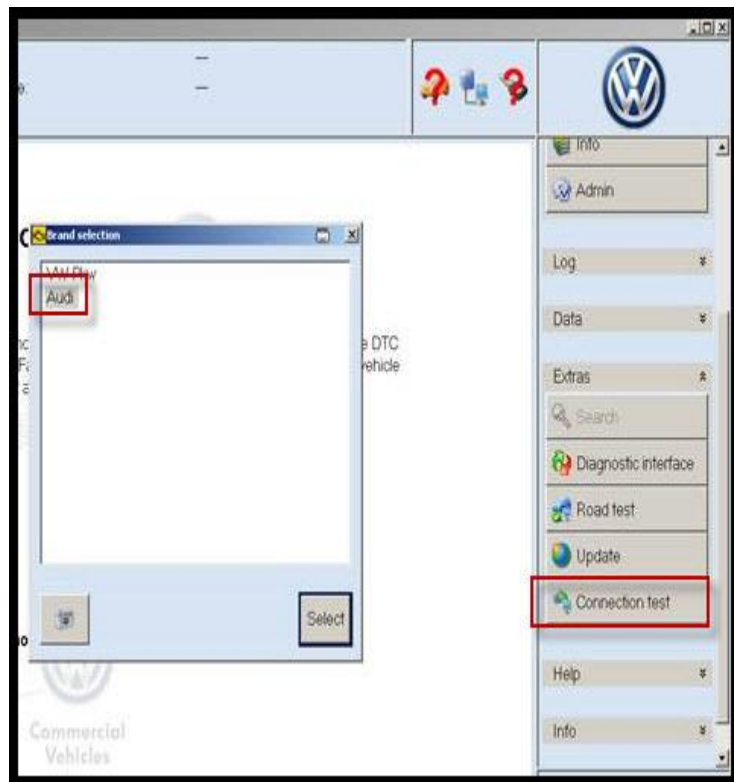 e:
---
---
Info
Admin
Brand selection
VW Pkw
Audi
Log
Data
e DTC
vehicle
Extras
Search
Diagnostic interface
Road test
Update
Connection test
Select
Help
Commercial
Vehicles
Info